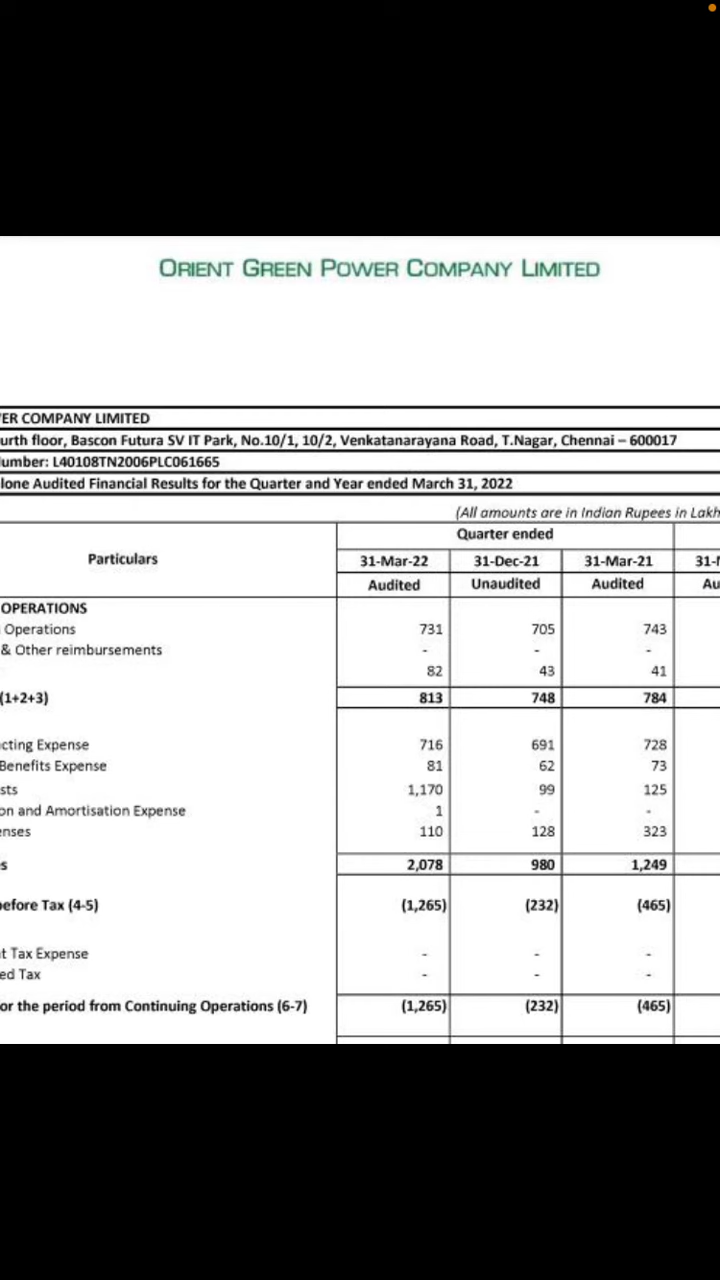 ORIENT GREEN POWER COMPANY LIMITED
ER COMPANY LIMITED
urth floor, Bascon Futura SV IT Park, No.10/1, 10/2, Venkatanarayana Road, T.Nagar, Chennai – 600017
umber: L40108TN2006PLC061665
lone Audited Financial Results for the Quarter and Year ended March 31, 2022
(All amounts are in Indian Rupees in Lakh
Quarter ended
Particulars 31-Mar-22 31-Dec-21 31-Mar-21 31-
Audited Unaudited Audited Au
OPERATIONS
Operations 731 705 743
& Other reimbursements - - -
82 43 41
(1+2+3) 813 748 784
cting Expense 716 691 728
Benefits Expense 81 62 73
sts 1,170 99 125
on and Amortisation Expense 1 - -
enses 110 128 323
s 2,078 980 1,249
efore Tax (4-5) (1,265) (232) (465)
t Tax Expense - - -
ed Tax - - -
or the period from Continuing Operations (6-7) (1,265) (232) (465)